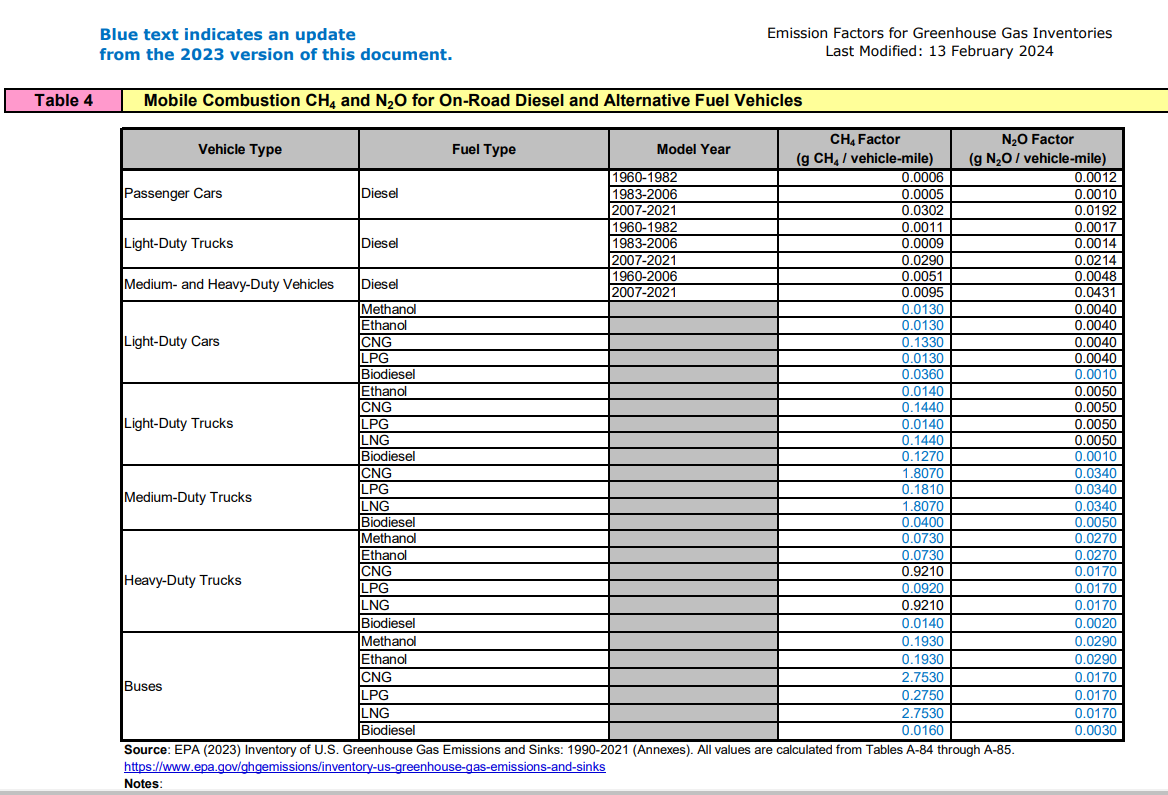 Blue text indicates an update
from the 2023 version of this document.
Emission Factors for Greenhouse Gas Inventories
Last Modified: 13 February 2024
Table 4 Mobile Combustion CH4 and N2O for On-Road Diesel and Alternative Fuel Vehicles
Vehicle Type Fuel Type Model Year CH4 Factor (g CH4 / vehicle-mile) N2O Factor (g N2O / vehicle-mile)
Passenger Cars Diesel 1960-1982 0.0006 0.0012
1983-2006 0.0005 0.0010
2007-2021 0.0302 0.0192
Light-Duty Trucks Diesel 1960-1982 0.0011 0.0017
1983-2006 0.0009 0.0014
2007-2021 0.0290 0.0214
Medium- and Heavy-Duty Vehicles Diesel 1960-2006 0.0051 0.0048
2007-2021 0.0095 0.0431
Light-Duty Cars Methanol 0.0130 0.0040
Ethanol 0.0130 0.0040
CNG 0.1330 0.0040
LPG 0.0130 0.0040
Biodiesel 0.0360 0.0010
Light-Duty Trucks Ethanol 0.0140 0.0050
CNG 0.1440 0.0050
LPG 0.0140 0.0050
LNG 0.1440 0.0050
Biodiesel 0.1270 0.0010
Medium-Duty Trucks CNG 1.8070 0.0340
LPG 0.1810 0.0340
LNG 1.8070 0.0340
Biodiesel 0.0400 0.0050
Heavy-Duty Trucks Methanol 0.0730 0.0270
Ethanol 0.0730 0.0270
CNG 0.9210 0.0170
LPG 0.0920 0.0170
LNG 0.9210 0.0170
Biodiesel 0.0140 0.0020
Buses Methanol 0.1930 0.0290
Ethanol 0.1930 0.0290
CNG 2.7530 0.0170
LPG 0.2750 0.0170
LNG 2.7530 0.0170
Biodiesel 0.0160 0.0030
Source: EPA (2023) Inventory of U.S. Greenhouse Gas Emissions and Sinks: 1990-2021 (Annexes). All values are calculated from Tables A-84 through A-85.
https://www.epa.gov/ghgemissions/inventory-us-greenhouse-gas-emissions-and-sinks
Notes: